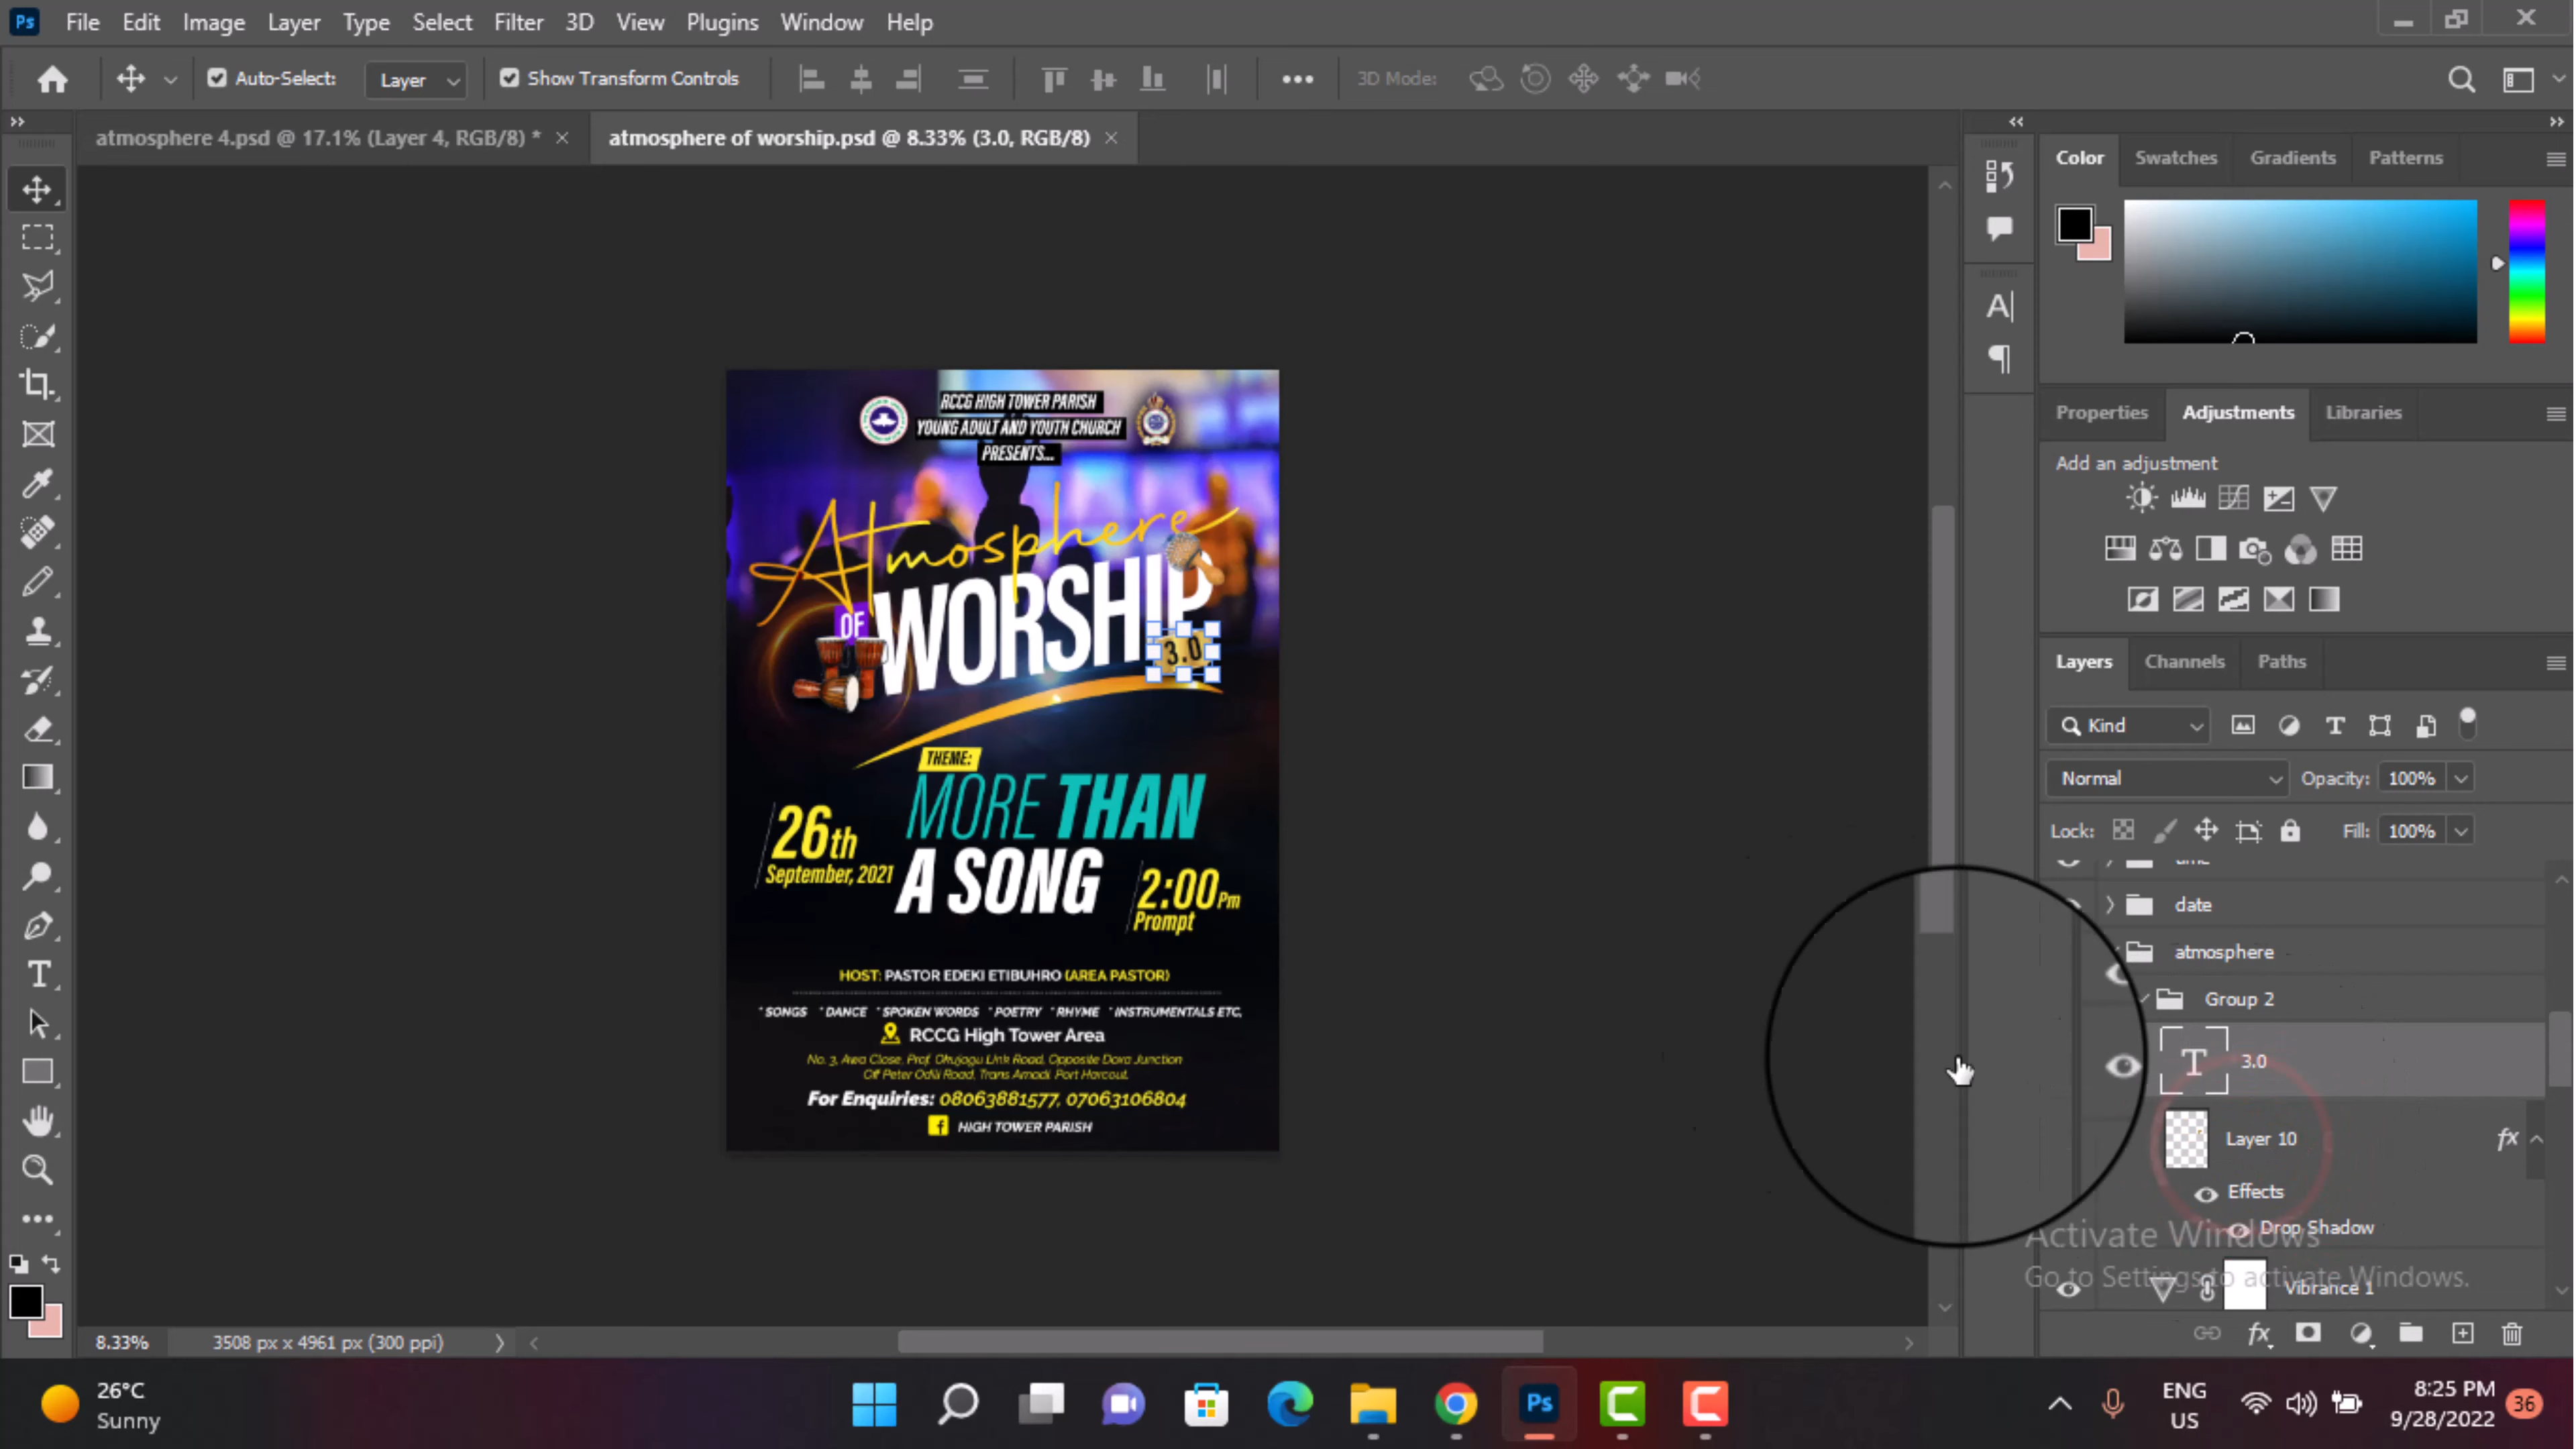 Ps File Edit Image Layer Type Select Filter 3D View Plugins Window Help
Auto-Select: Layer Show Transform Controls 3D Mode:
atmosphere 4.psd @ 17.1% (Layer 4, RGB/8) *
atmosphere of worship.psd @ 8.33% (3.0, RGB/8)
RCCG HIGH TOWER PARISH
YOUNG ADULT AND YOUTH CHURCH
PRESENTS...
Atmosphere
OF
WORSHIP
3.0
THEME:
MORE THAN
A SONG
26th
September, 2021
2:00Pm
Prompt
HOST: PASTOR EDEKI ETIBUHRO (AREA PASTOR)
* SONGS * DANCE * SPOKEN WORDS * POETRY * RHYME * INSTRUMENTALS ETC,
RCCG High Tower Area
No. 3, Area Close, Prof. Okujagu Link Road, Opposite Dova Junction
Off Peter Odili Road, Trans Amadi, Port Harcout.
For Enquiries: 08063881577, 07063106804
f HIGH TOWER PARISH
Color Swatches Gradients Patterns
Properties Adjustments Libraries
Add an adjustment
Layers Channels Paths
Kind
Normal Opacity: 100%
Lock: Fill: 100%
date
atmosphere
Group 2
T 3.0
Layer 10 fx
Effects
Drop Shadow
Vibrance 1
Activate Windows
Go to Settings to activate Windows.
8.33% 3508 px x 4961 px (300 ppi)
26°C
Sunny
Ps
ENG
US
8:25 PM
9/28/2022
36